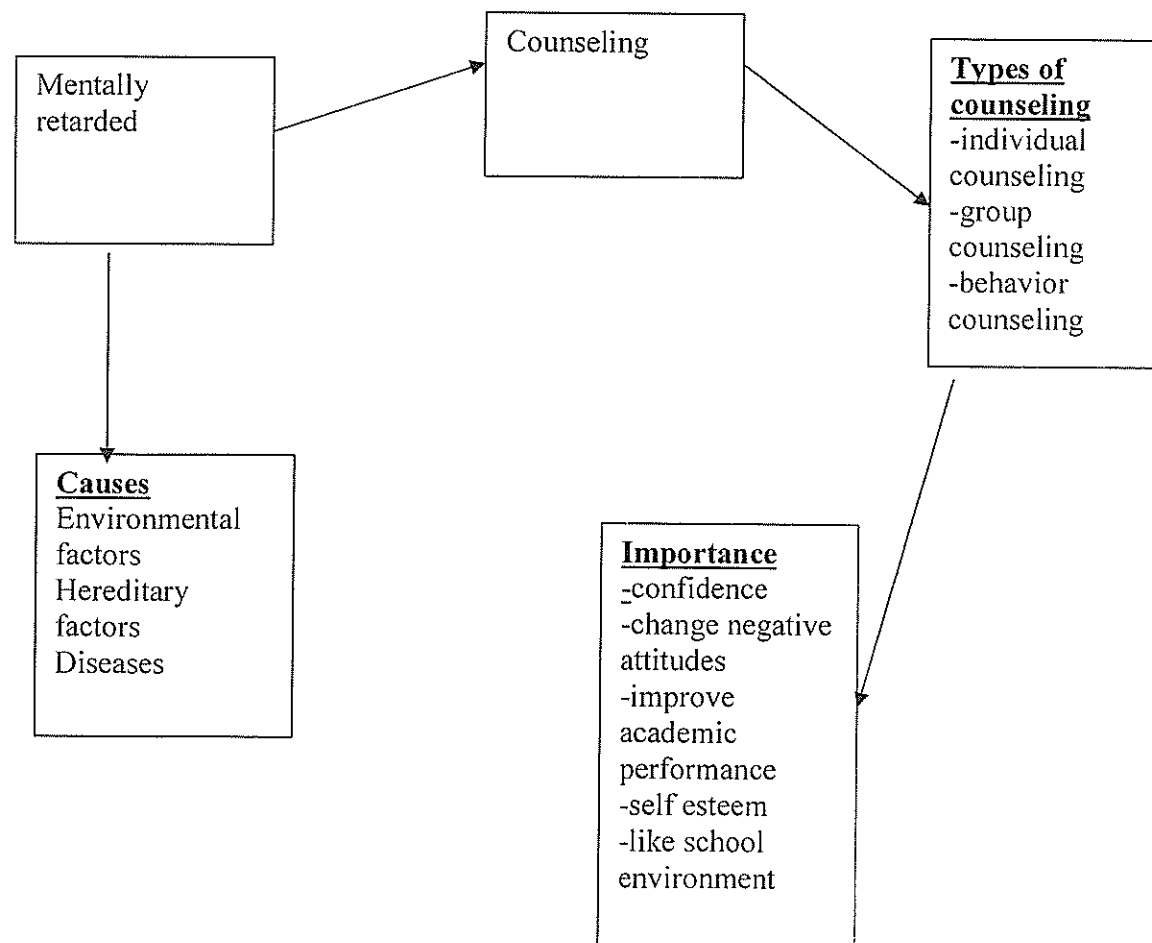 Mentally
retarded
Counseling
Types of
counseling
-individual
counseling
-group
counseling
-behavior
counseling
Causes
Environmental
factors
Hereditary
factors
Diseases
Importance
-confidence
-change negative
attitudes
-improve
academic
performance
-self esteem
-like school
environment